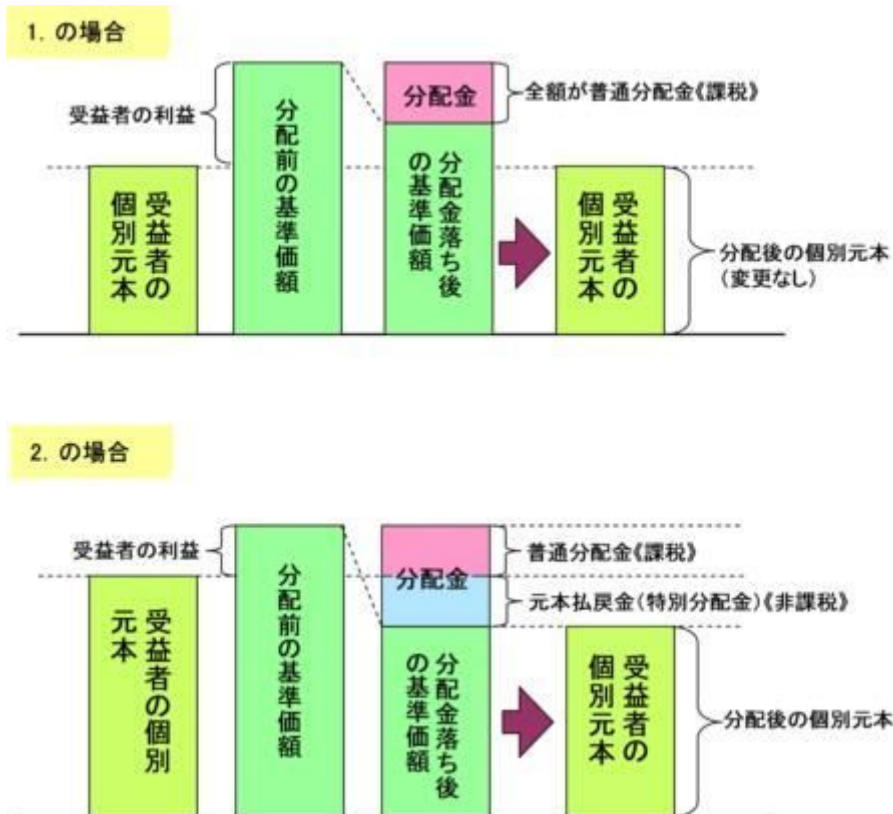 1. の場合
受益者の利益
受益者の
個別元本
分配前の基準価額
分配金
全額が普通分配金《課税》
分配金落ち後
の基準価額
受益者の
個別元本
分配後の個別元本
(変更なし)
2. の場合
受益者の利益
受益者の個別
元本
分配前の基準価額
分配金
普通分配金《課税》
元本払戻金(特別分配金)《非課税》
分配金落ち後
の基準価額
受益者の
個別元本
分配後の個別元本